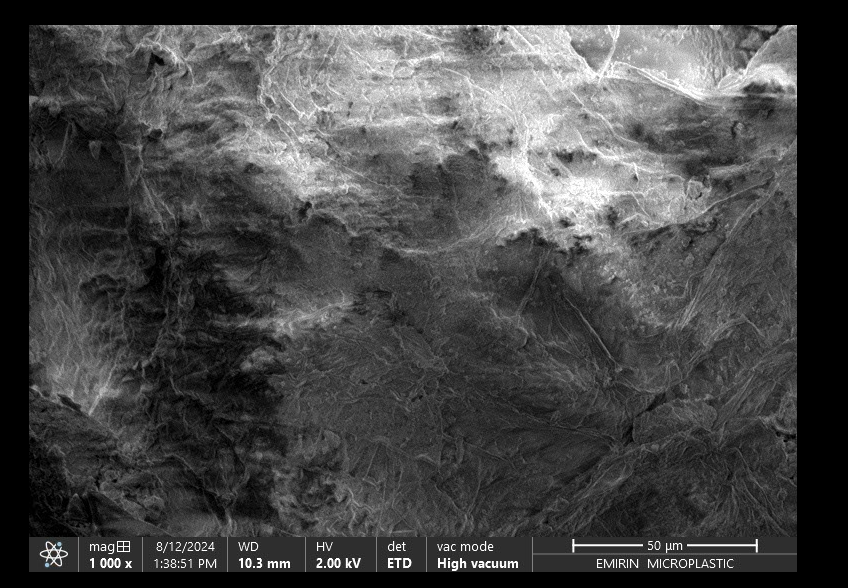 mag 8/12/2024 WD HV det vac mode 50 µm
1 000 x 1:38:51 PM 10.3 mm 2.00 kV ETD High vacuum EMIRIN MICROPLASTIC